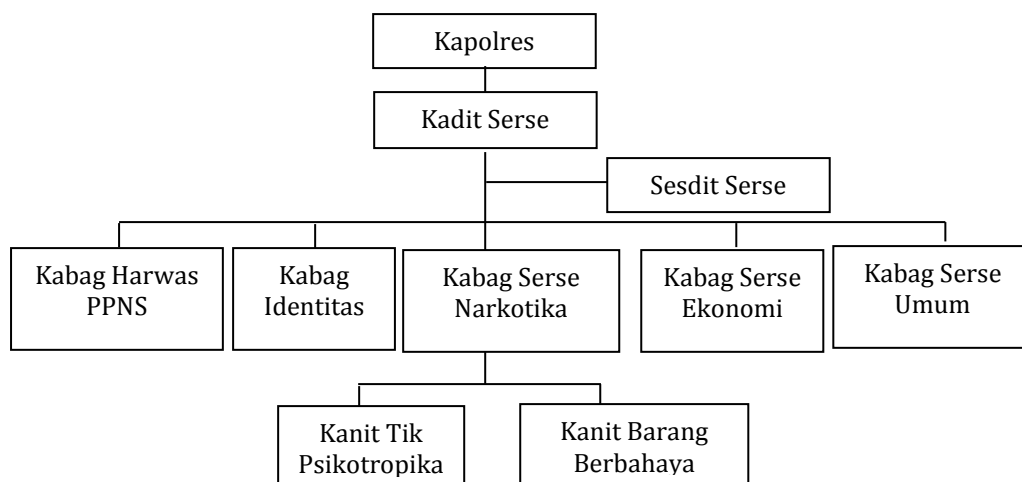 Kapolres
Kadit Serse
Sesdit Serse
Kabag Harwas
PPNS
Kabag
Identitas
Kabag Serse
Narkotika
Kabag Serse
Ekonomi
Kabag Serse
Umum
Kanit Tik
Psikotropika
Kanit Barang
Berbahaya